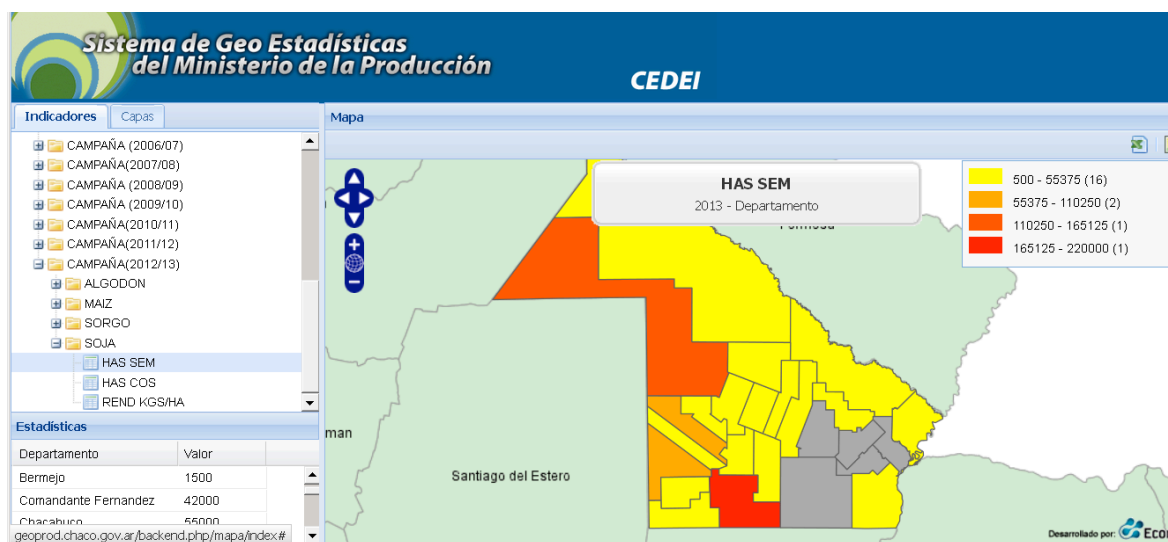 Sistema de Geo Estadísticas
del Ministerio de la Producción
CEDEI
Indicadores
Capas
CAMPAÑA (2006/07)
CAMPAÑA(2007/08)
CAMPAÑA (2008/09)
CAMPAÑA (2009/10)
CAMPAÑA(2010/11)
CAMPAÑA(2011/12)
CAMPAÑA(2012/13)
ALGODON
MAIZ
SORGO
SOJA
HAS SEM
HAS COS
REND KGS/HA
Estadísticas
Departamento Valor
Bermejo 1500
Comandante Fernandez 42000
Chacabuco 55000
geoprod.chaco.gov.ar/backend.php/mapa/index#
Mapa
HAS SEM
2013 - Departamento
500 - 55375 (16)
55375 - 110250 (2)
110250 - 165125 (1)
165125 - 220000 (1)
Formosa
man
Santiago del Estero
Desarrollado por: Econ